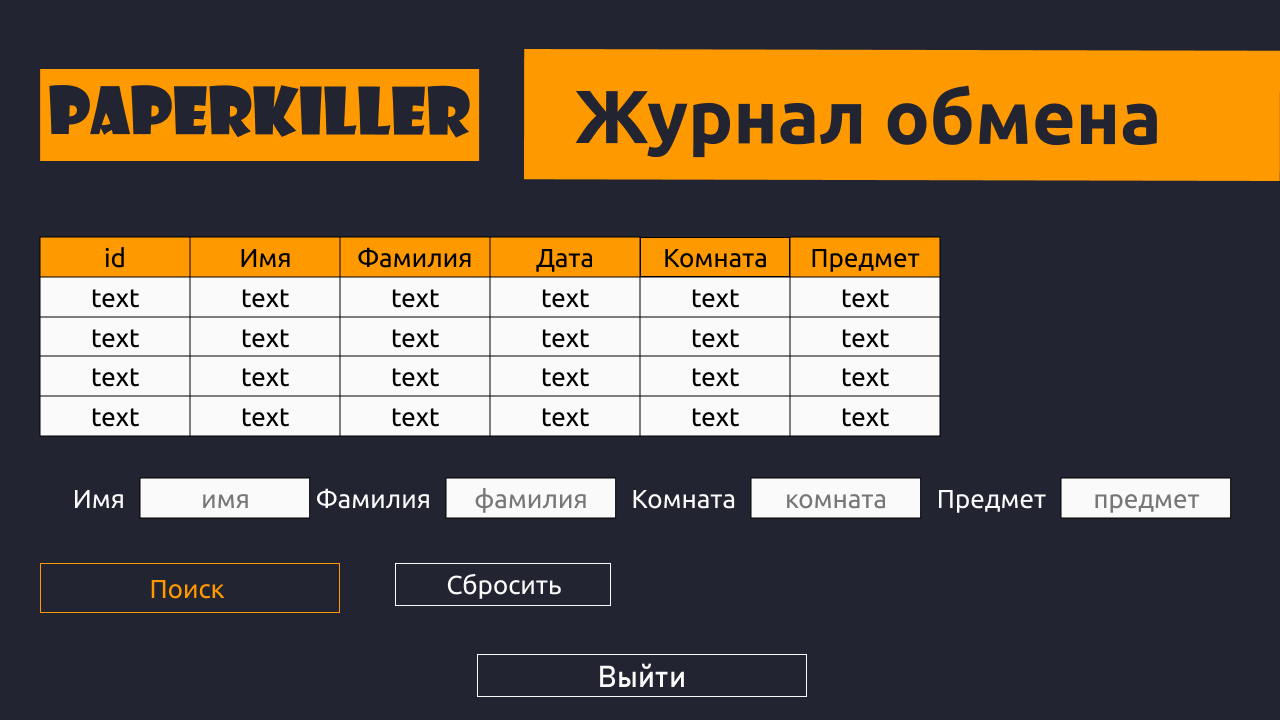 PAPERKILLER
Журнал обмена
id Имя Фамилия Дата Комната Предмет
text text text text text text
text text text text text text
text text text text text text
text text text text text text
Имя имя Фамилия фамилия Комната комната Предмет предмет
Поиск Сбросить
Выйти